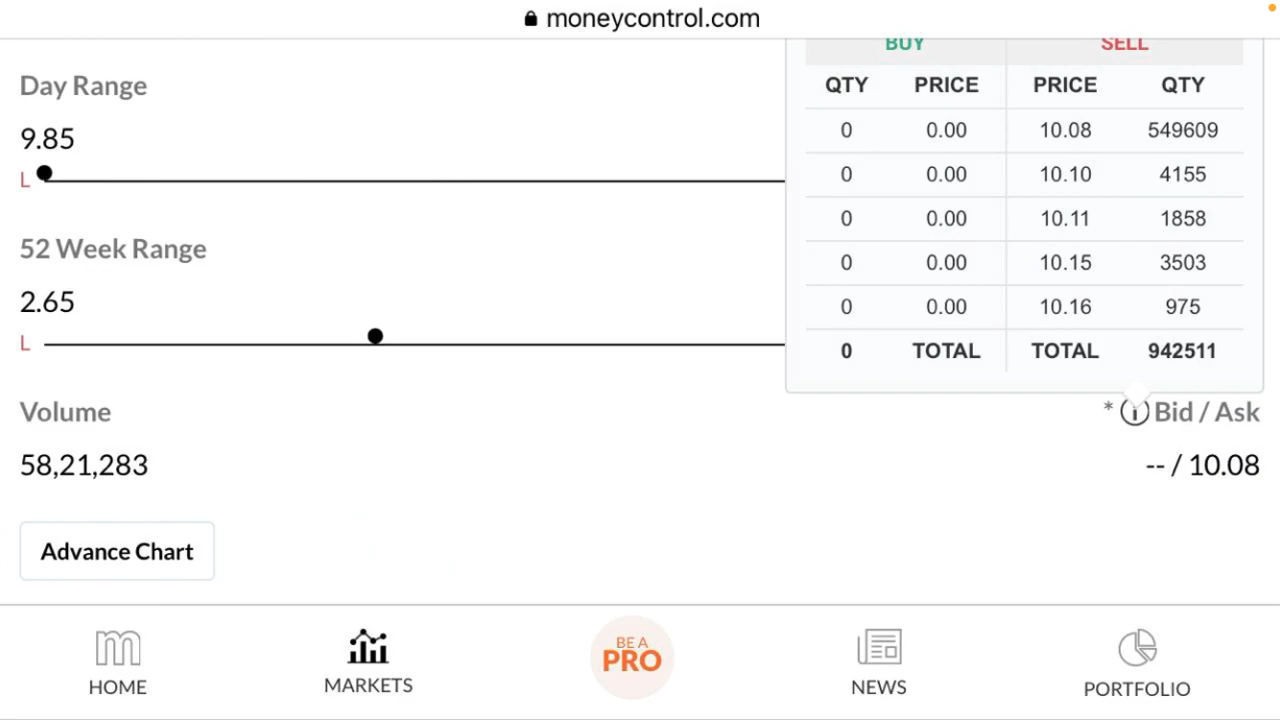 moneycontrol.com
BUY SELL
QTY PRICE PRICE QTY
0 0.00 10.08 549609
0 0.00 10.10 4155
0 0.00 10.11 1858
0 0.00 10.15 3503
0 0.00 10.16 975
0 TOTAL TOTAL 942511
Day Range
9.85
L
52 Week Range
2.65
L
Volume
58,21,283
* i Bid / Ask
-- / 10.08
Advance Chart
m
HOME
MARKETS
BE A
PRO
NEWS
PORTFOLIO